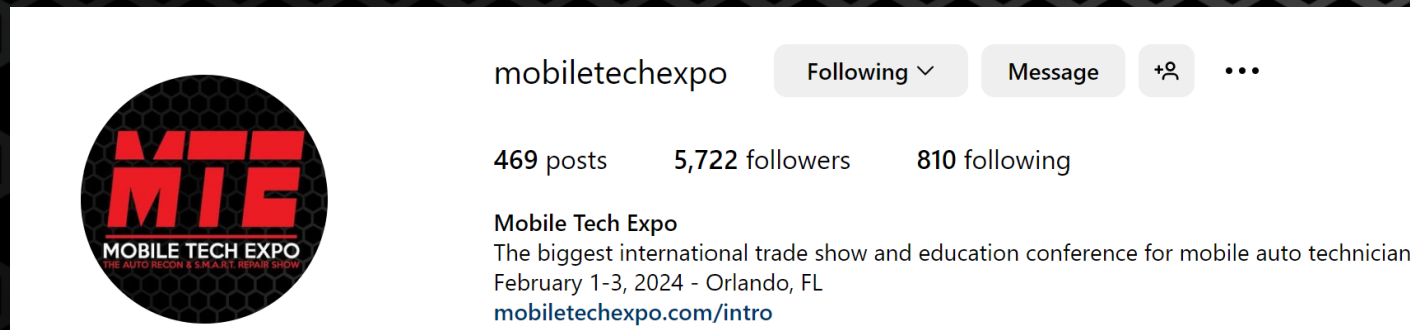 mobiletechexpo Following Message
469 posts 5,722 followers 810 following
MTE
MOBILE TECH EXPO
THE AUTO RECON & S.M.A.R.T. REPAIR SHOW
Mobile Tech Expo
The biggest international trade show and education conference for mobile auto technician
February 1-3, 2024 - Orlando, FL
mobiletechexpo.com/intro